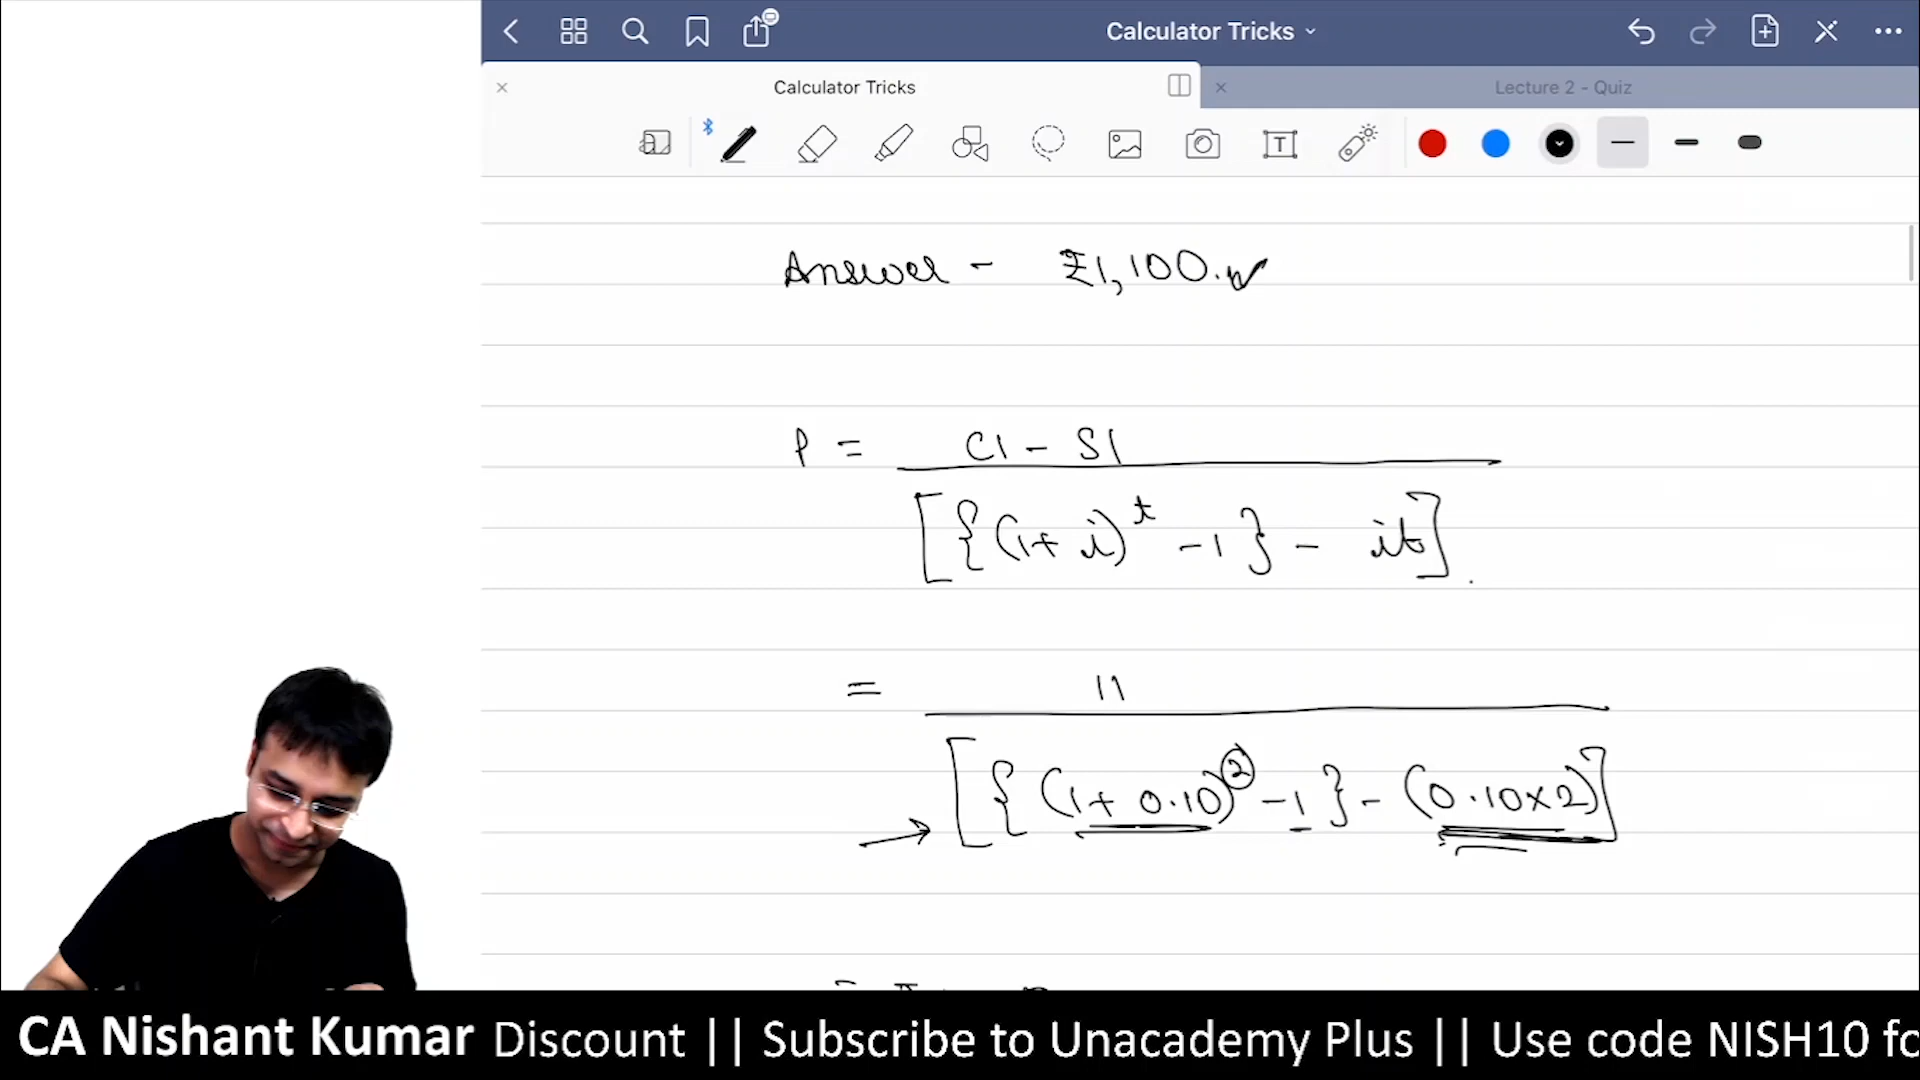 Calculator Tricks
Calculator Tricks
Lecture 2 - Quiz
T
Answer - ₹1,100.
P = CI - SI
[{(1+i)^t -1} - it].
= 11
[{(1+0.10)^2 -1} - (0.10×2)]
CA Nishant Kumar Discount || Subscribe to Unacademy Plus || Use code NISH10 fo